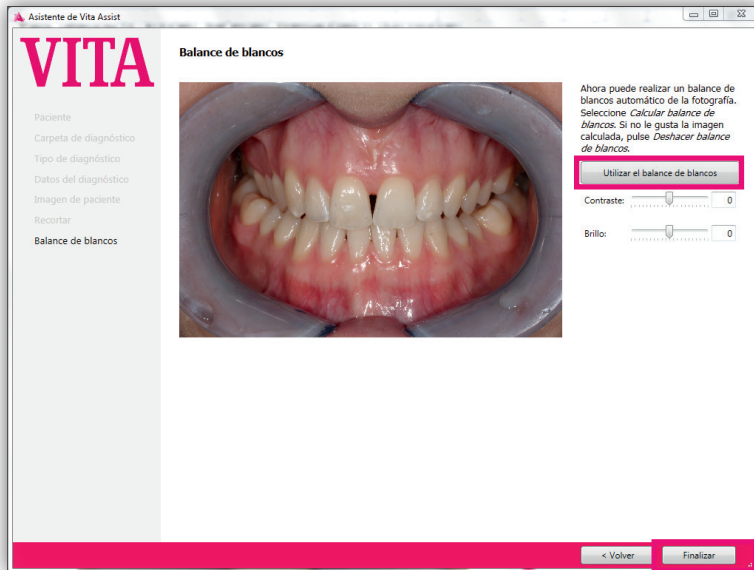 Asistente de Vita Assist
VITA
Paciente
Carpeta de diagnóstico
Tipo de diagnóstico
Datos del diagnóstico
Imagen de paciente
Recortar
Balance de blancos
Balance de blancos
Ahora puede realizar un balance de
blancos automático de la fotografía.
Seleccione Calcular balance de
blancos. Si no le gusta la imagen
calculada, pulse Deshacer balance
de blancos.
Utilizar el balance de blancos
Contraste: 0
Brillo: 0
< Volver
Finalizar